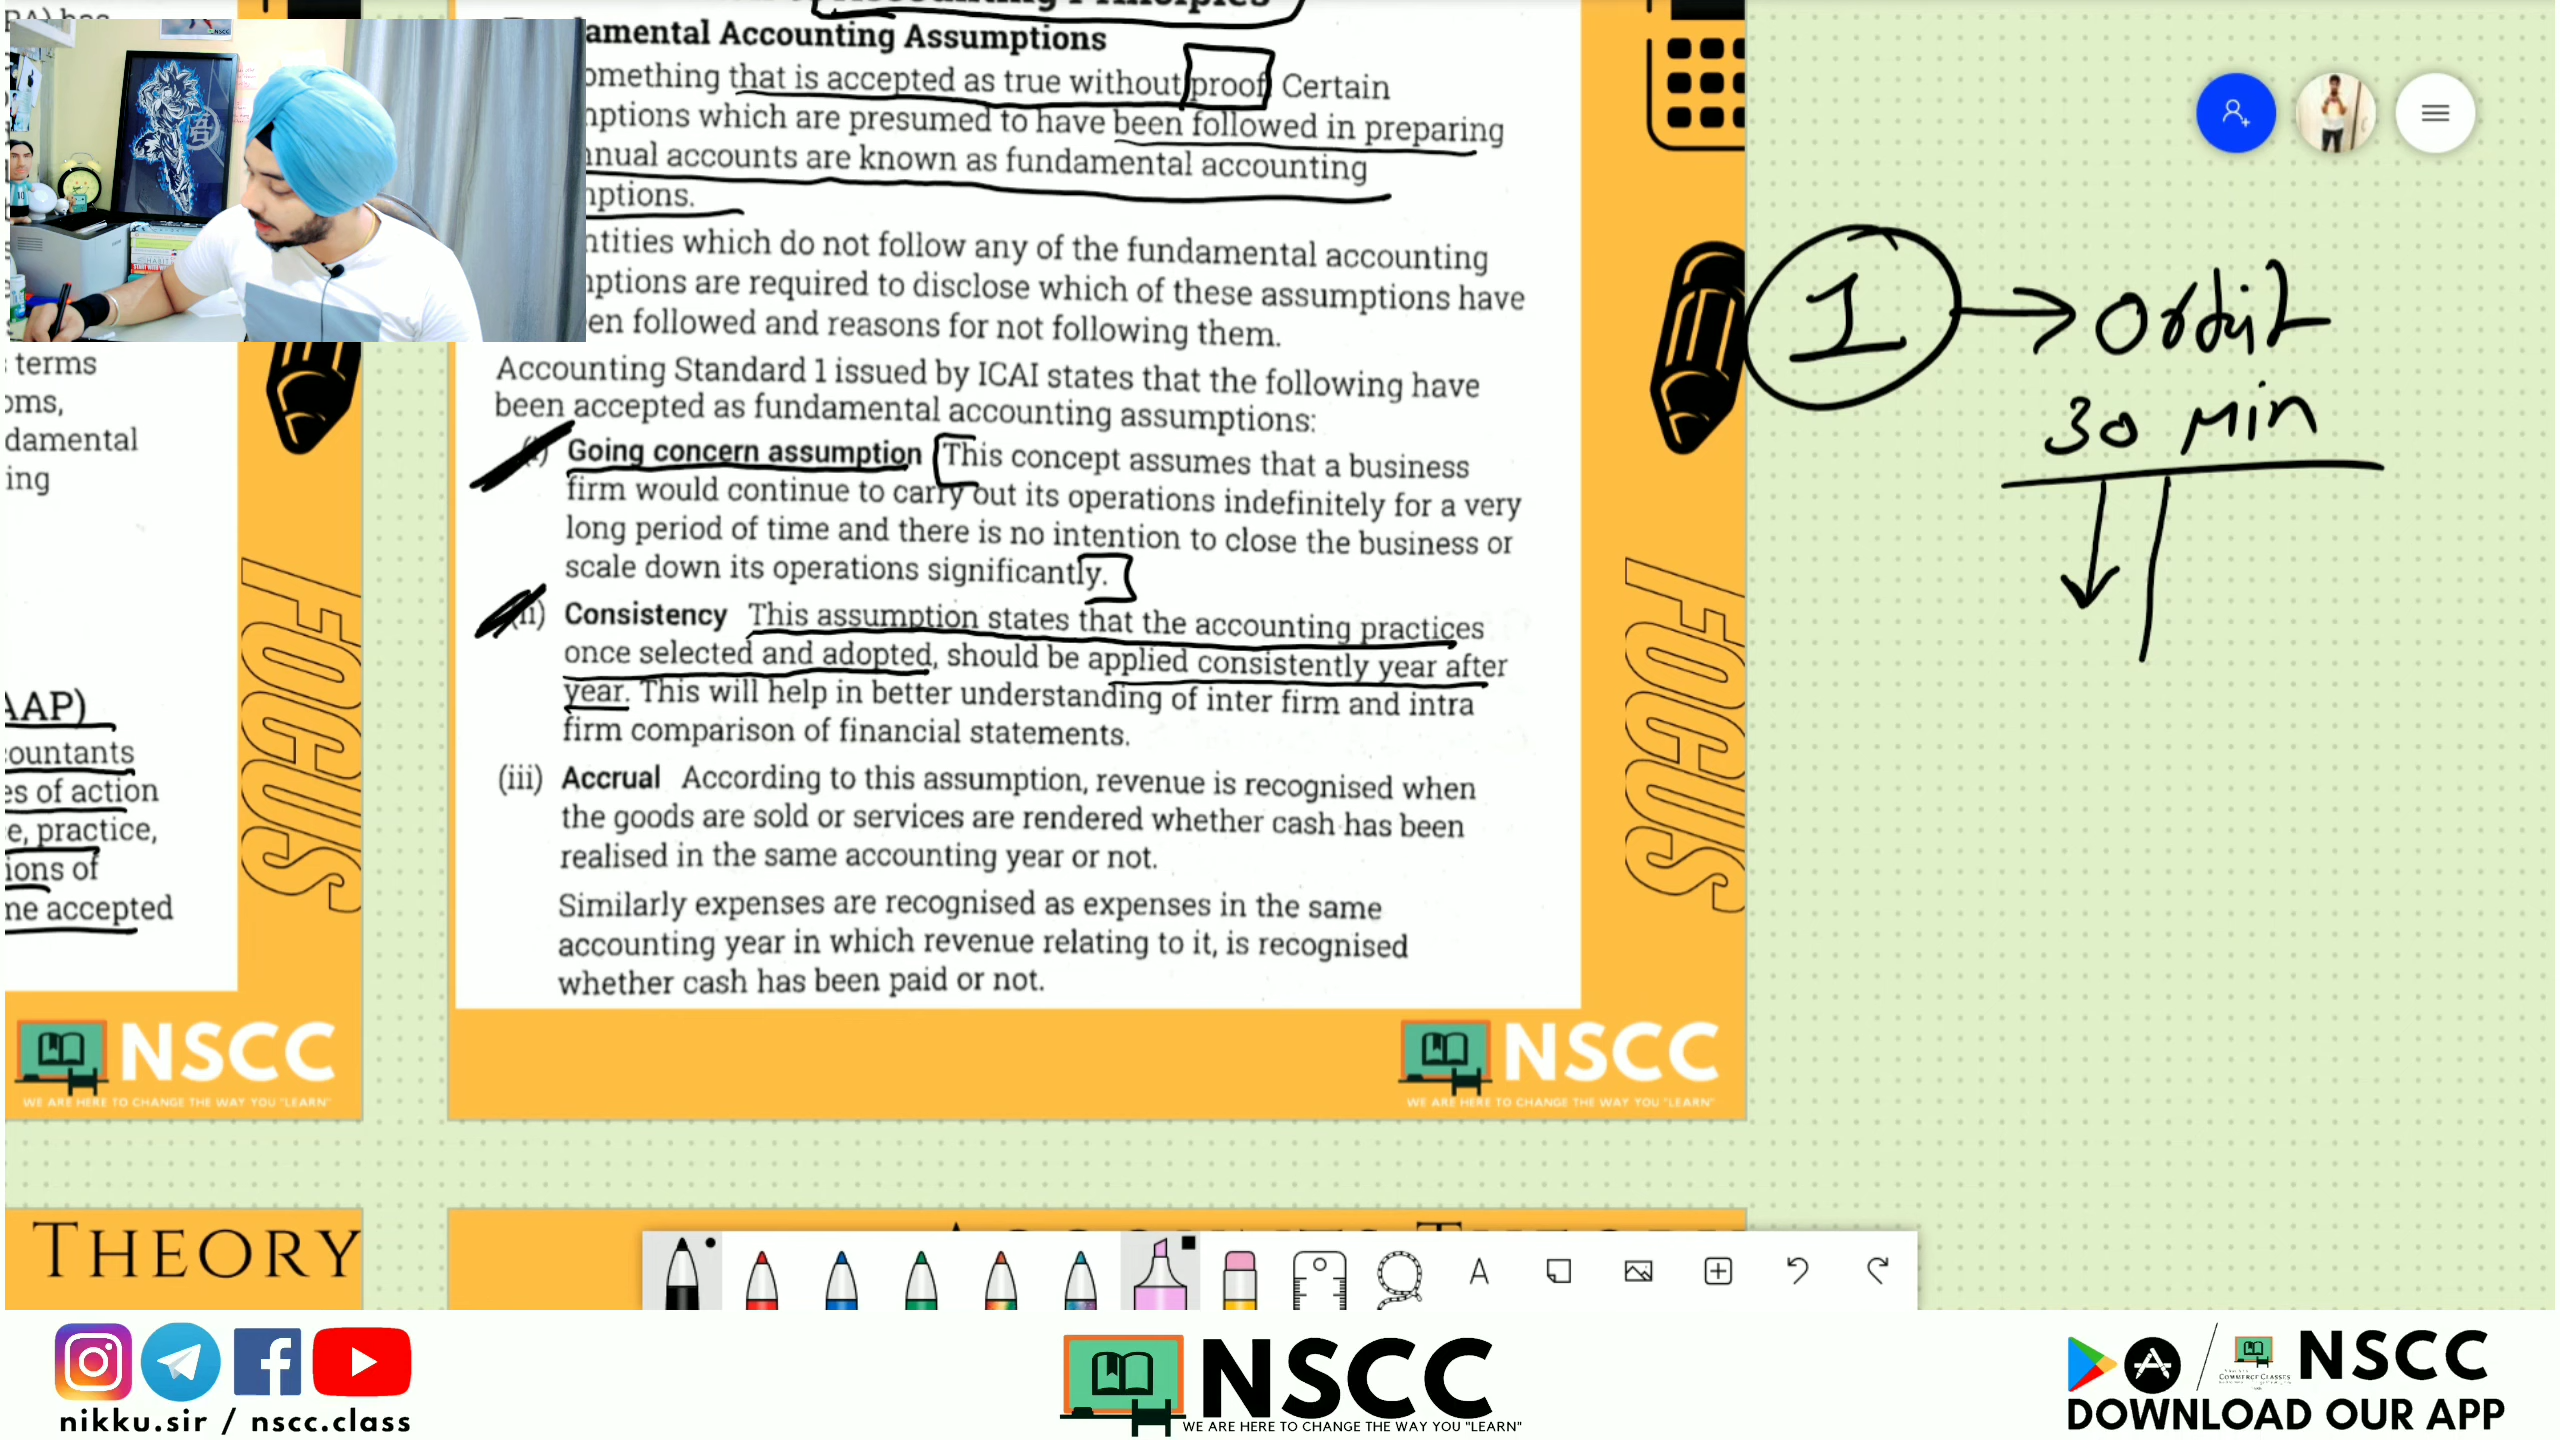 Fundamental Accounting Assumptions
omething that is accepted as true without proof. Certain
mptions which are presumed to have been followed in preparing
nnual accounts are known as fundamental accounting
mptions.
ntities which do not follow any of the fundamental accounting
mptions are required to disclose which of these assumptions have
en followed and reasons for not following them.
Accounting Standard 1 issued by ICAI states that the following have
been accepted as fundamental accounting assumptions:
(i) Going concern assumption This concept assumes that a business
firm would continue to carry out its operations indefinitely for a very
long period of time and there is no intention to close the business or
scale down its operations significantly.
(ii) Consistency This assumption states that the accounting practices
once selected and adopted, should be applied consistently year after
year. This will help in better understanding of inter firm and intra
firm comparison of financial statements.
(iii) Accrual According to this assumption, revenue is recognised when
the goods are sold or services are rendered whether cash has been
realised in the same accounting year or not.
Similarly expenses are recognised as expenses in the same
accounting year in which revenue relating to it, is recognised
whether cash has been paid or not.
terms
oms,
damental
ing
AAP)
countants
es of action
e, practice,
ions of
me accepted
FOCUS
FOCUS
1 → Orbit
30 Min
NSCC
WE ARE HERE TO CHANGE THE WAY YOU "LEARN"
NSCC
WE ARE HERE TO CHANGE THE WAY YOU "LEARN"
THEORY
A
nikku.sir / nscc.class
NSCC
WE ARE HERE TO CHANGE THE WAY YOU "LEARN"
NSCC
COMMERCE CLASSES
DOWNLOAD OUR APP